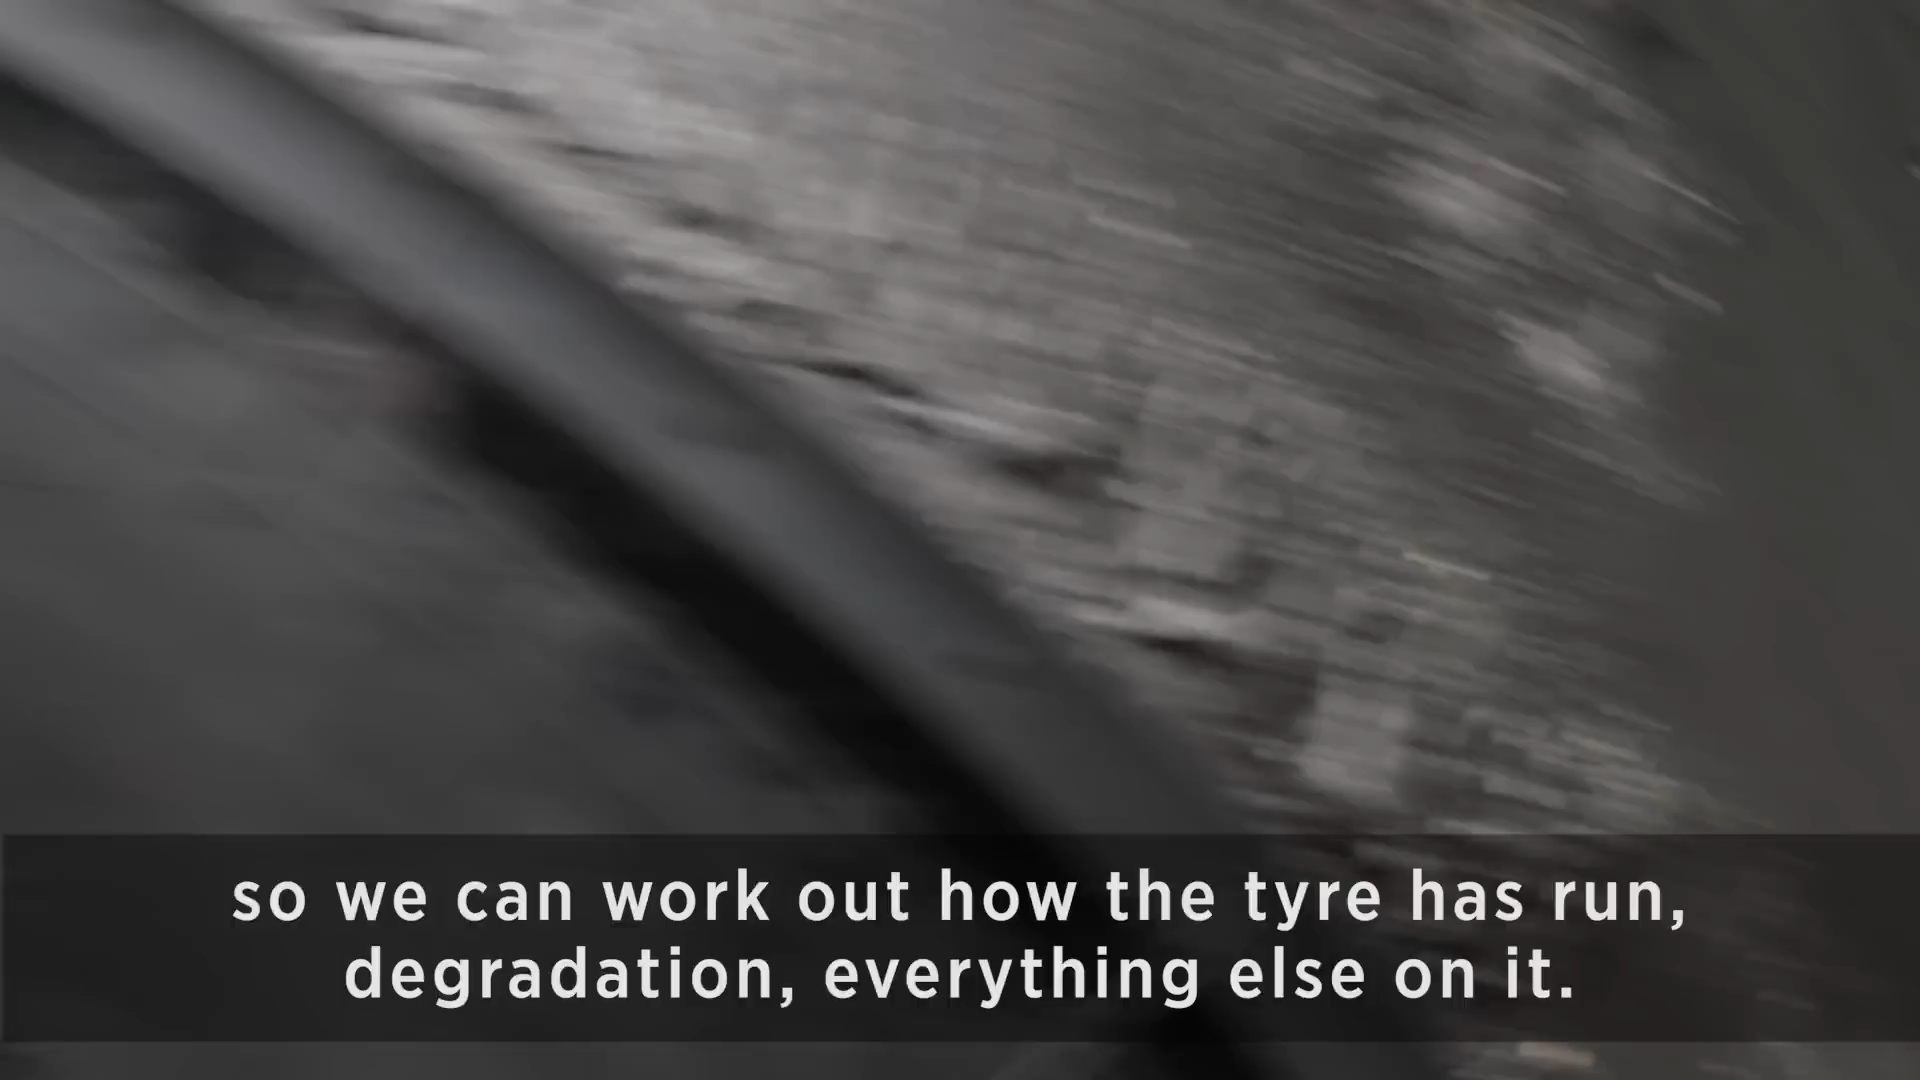 so we can work out how the tyre has run,
degradation, everything else on it.